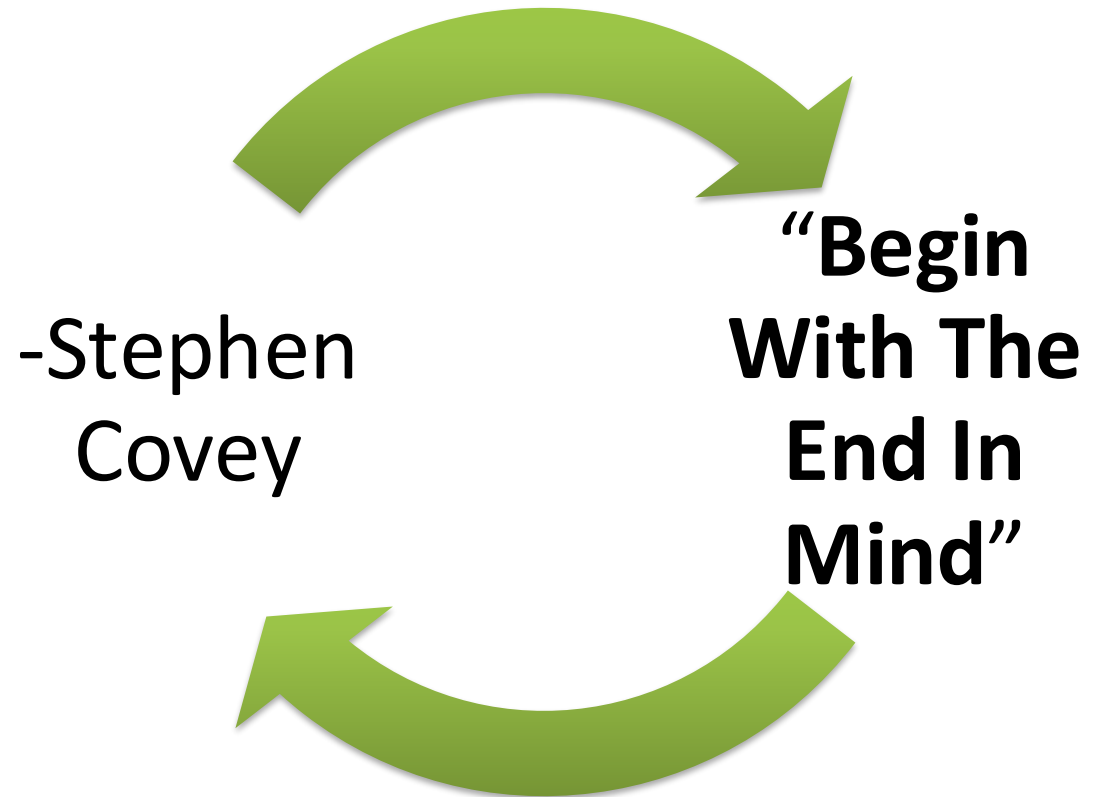 “Begin
With The
End In
Mind”
-Stephen
Covey